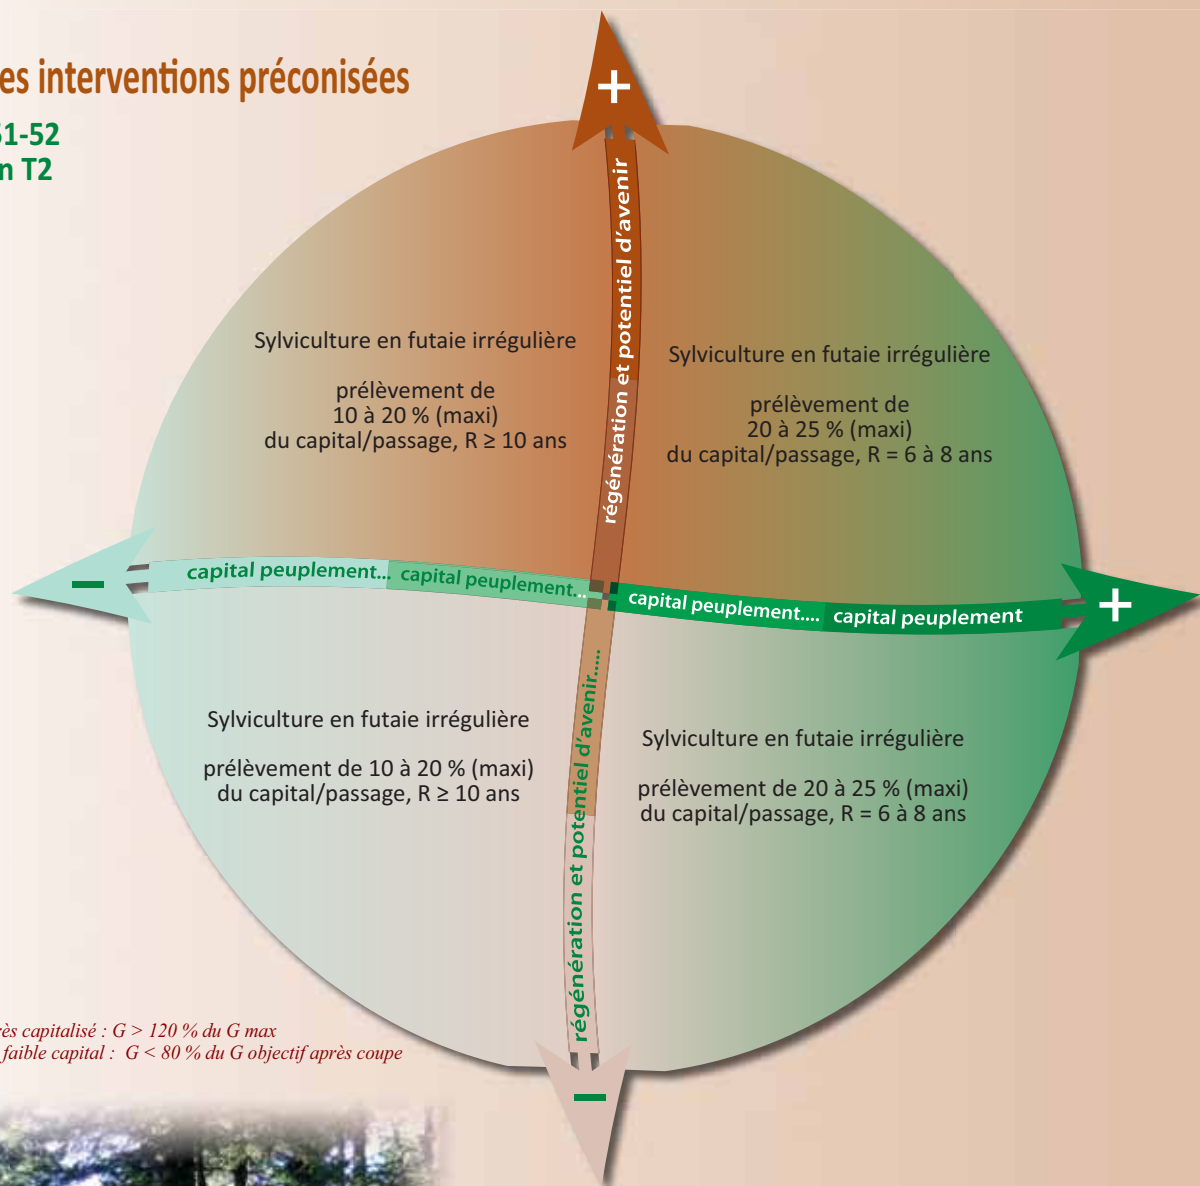 es interventions préconisées
51-52
n T2
+
régénération et potentiel d'avenir
Sylviculture en futaie irrégulière
prélèvement de
10 à 20 % (maxi)
du capital/passage, R ≥ 10 ans
Sylviculture en futaie irrégulière
prélèvement de
20 à 25 % (maxi)
du capital/passage, R = 6 à 8 ans
−
capital peuplement... capital peuplement...
capital peuplement.... capital peuplement
+
Sylviculture en futaie irrégulière
prélèvement de 10 à 20 % (maxi)
du capital/passage, R ≥ 10 ans
régénération et potentiel d'avenir.....
Sylviculture en futaie irrégulière
prélèvement de 20 à 25 % (maxi)
du capital/passage, R = 6 à 8 ans
−
rès capitalisé : G > 120 % du G max
faible capital : G < 80 % du G objectif après coupe